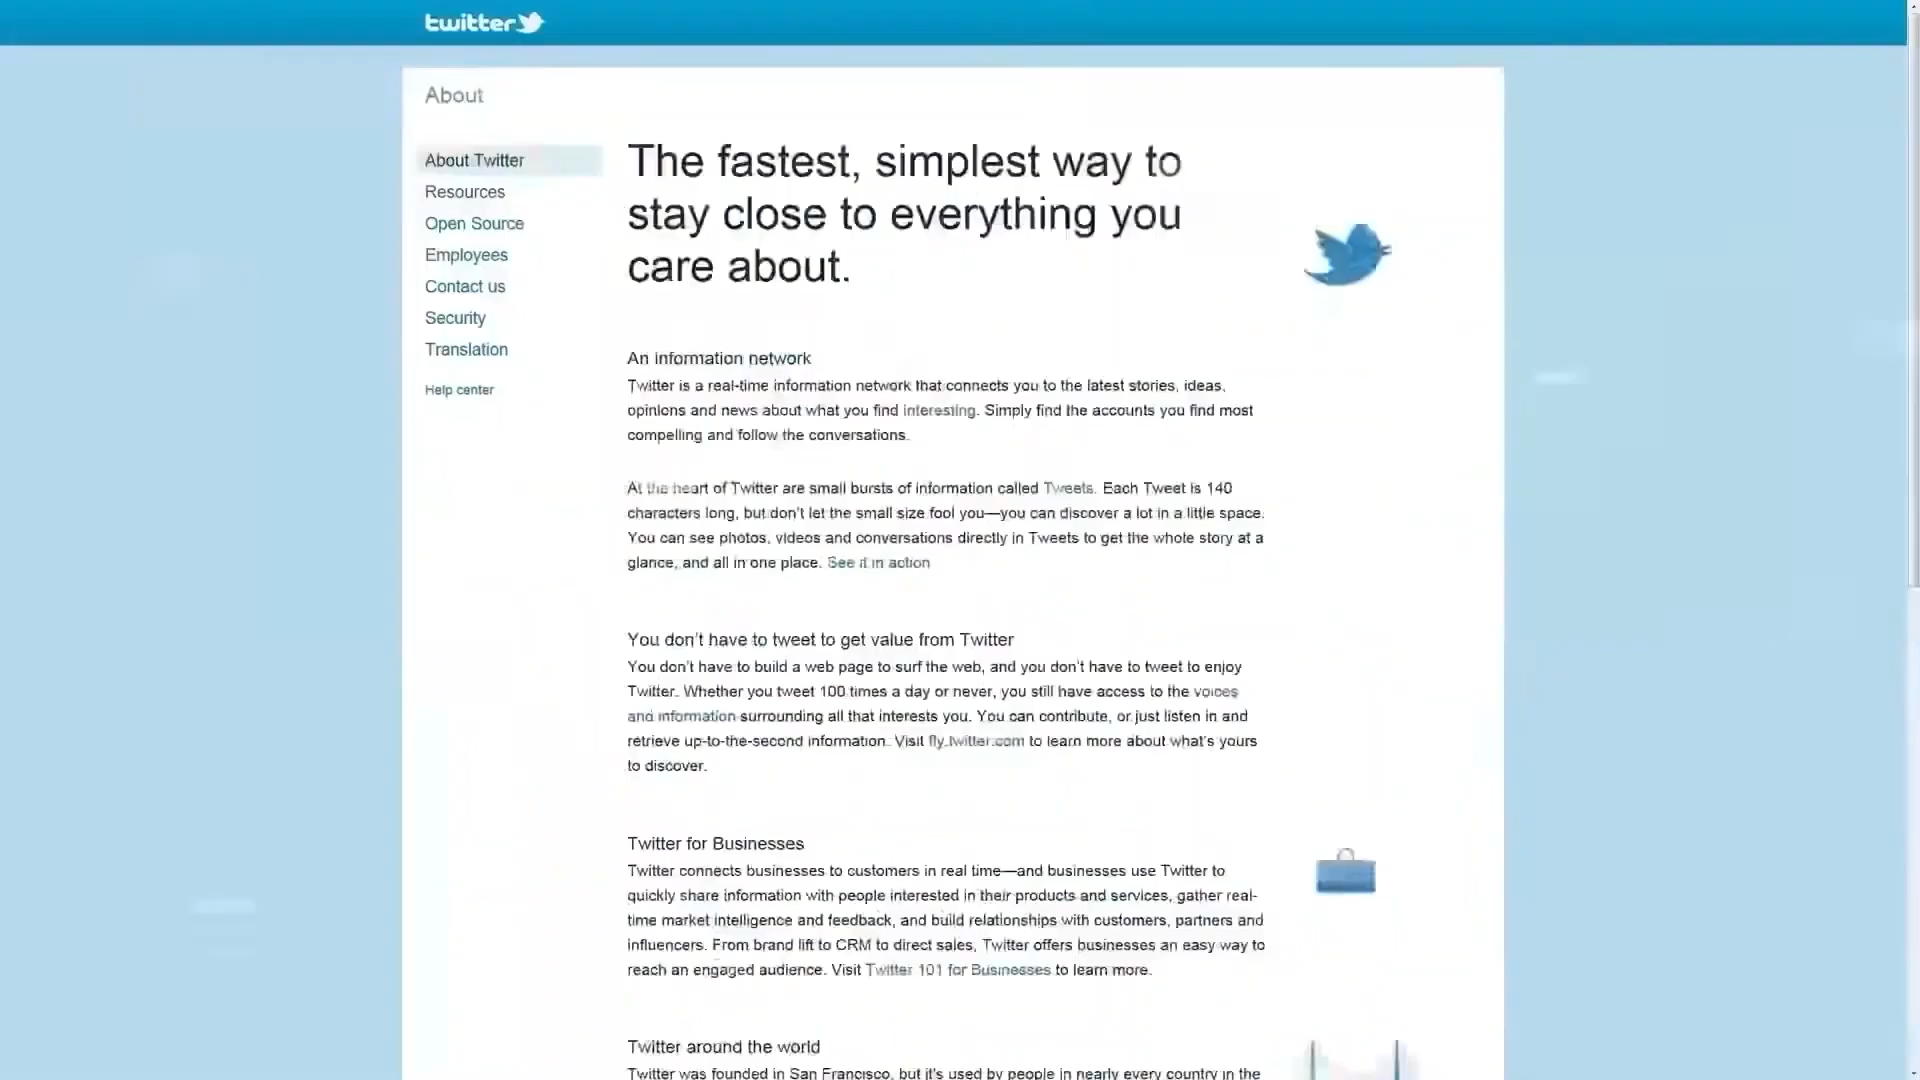 twitter
About
About Twitter
Resources
Open Source
Employees
Contact us
Security
Translation
Help center
The fastest, simplest way to
stay close to everything you
care about.
An information network
Twitter is a real-time information network that connects you to the latest stories, ideas,
opinions and news about what you find interesting. Simply find the accounts you find most
compelling and follow the conversations.
At the heart of Twitter are small bursts of information called Tweets. Each Tweet is 140
characters long, but don't let the small size fool you—you can discover a lot in a little space.
You can see photos, videos and conversations directly in Tweets to get the whole story at a
glance, and all in one place. See it in action
You don't have to tweet to get value from Twitter
You don't have to build a web page to surf the web, and you don't have to tweet to enjoy
Twitter. Whether you tweet 100 times a day or never, you still have access to the voices
and information surrounding all that interests you. You can contribute, or just listen in and
retrieve up-to-the-second information. Visit fly.twitter.com to learn more about what's yours
to discover.
Twitter for Businesses
Twitter connects businesses to customers in real time—and businesses use Twitter to
quickly share information with people interested in their products and services, gather real-
time market intelligence and feedback, and build relationships with customers, partners and
influencers. From brand lift to CRM to direct sales, Twitter offers businesses an easy way to
reach an engaged audience. Visit Twitter 101 for Businesses to learn more.
Twitter around the world
Twitter was founded in San Francisco, but it's used by people in nearly every country in the